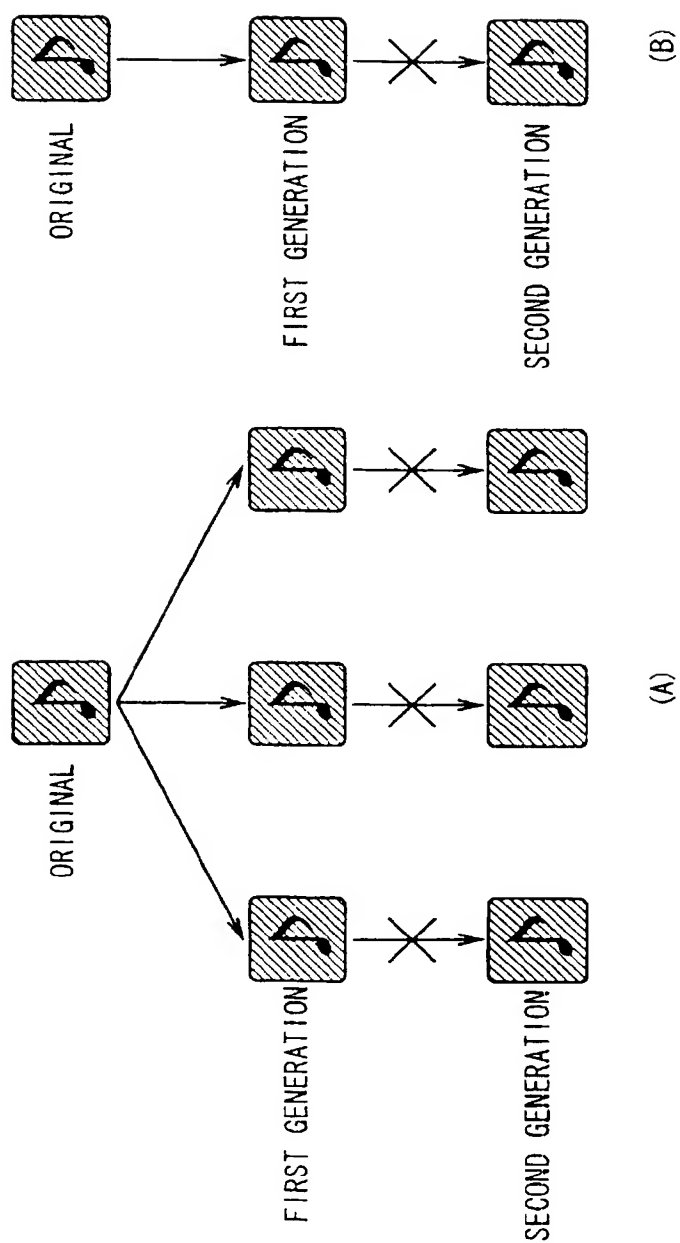 ORIGINAL
FIRST GENERATION
SECOND GENERATION
(A)
ORIGINAL
FIRST GENERATION
SECOND GENERATION
(B)